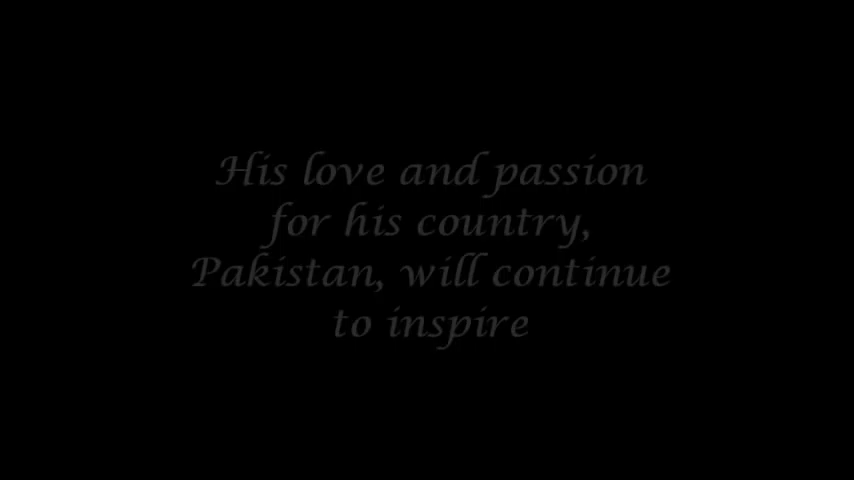 His love and passion
for his country,
Pakistan, will continue
to inspire